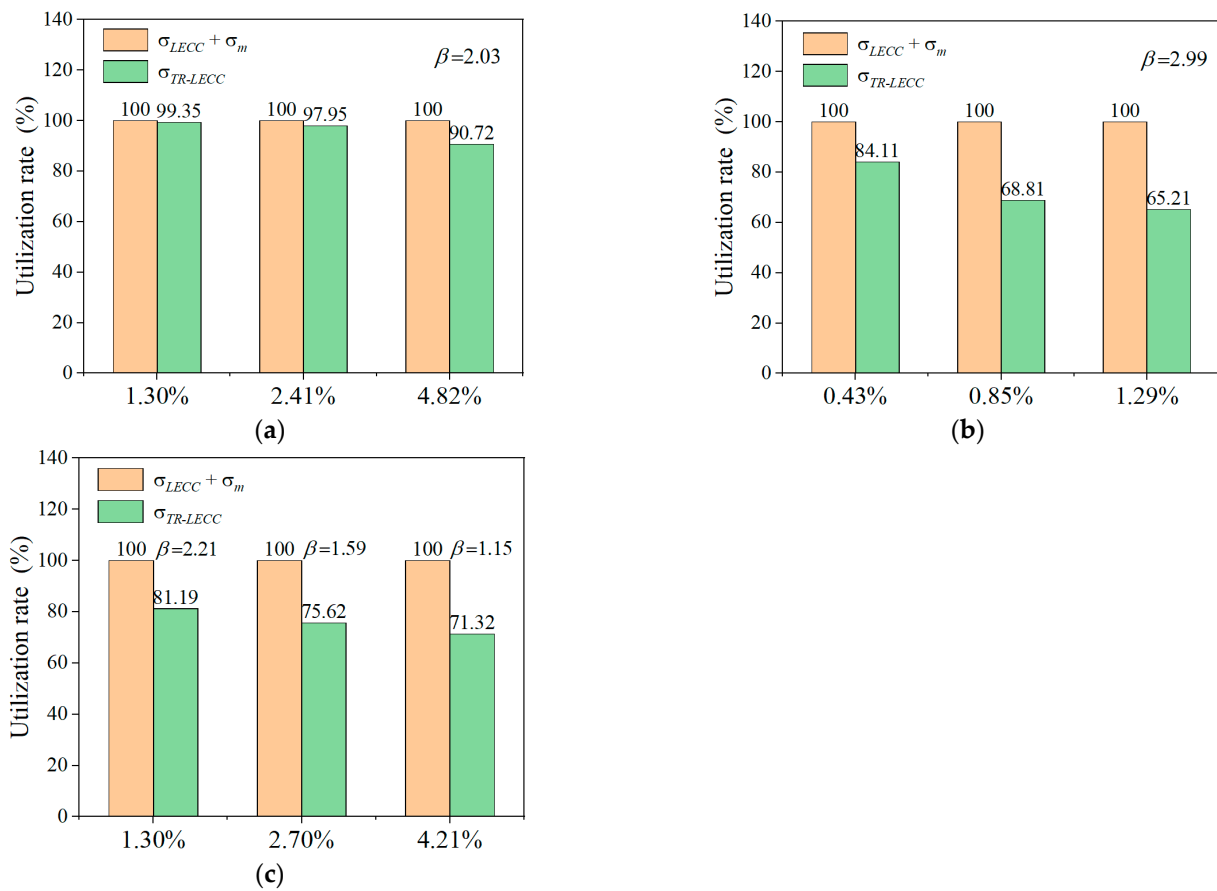 140
120
100
80
60
40
20
0
Utilization rate (%)
σLECC + σm
σTR-LECC
β=2.03
100 99.35 100 97.95 100 90.72
1.30% 2.41% 4.82%
(a)
140
120
100
80
60
40
20
0
Utilization rate (%)
σLECC + σm
σTR-LECC
β=2.99
100 84.11 100 68.81 100 65.21
0.43% 0.85% 1.29%
(b)
140
120
100
80
60
40
20
0
Utilization rate (%)
σLECC + σm
σTR-LECC
100 β=2.21 100 β=1.59 100 β=1.15
81.19 75.62 71.32
1.30% 2.70% 4.21%
(c)